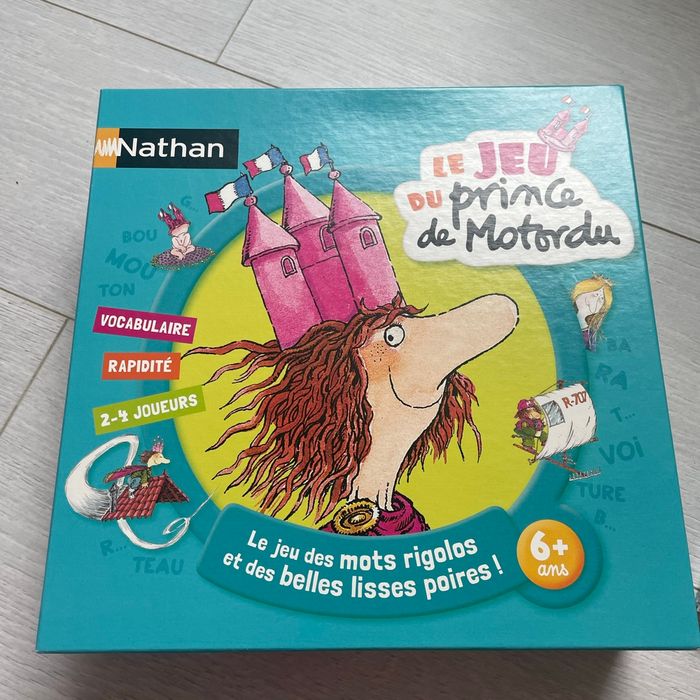 Nathan
LE JEU
DU prince
de Motordu
G...
BOU
MOU
TON
VOCABULAIRE
RAPIDITÉ
2-4 JOUEURS
R-707
BA
RA
T...
VOI
TURE
B...
R...
TEAU
Le jeu des mots rigolos
et des belles lisses poires !
6+
ans